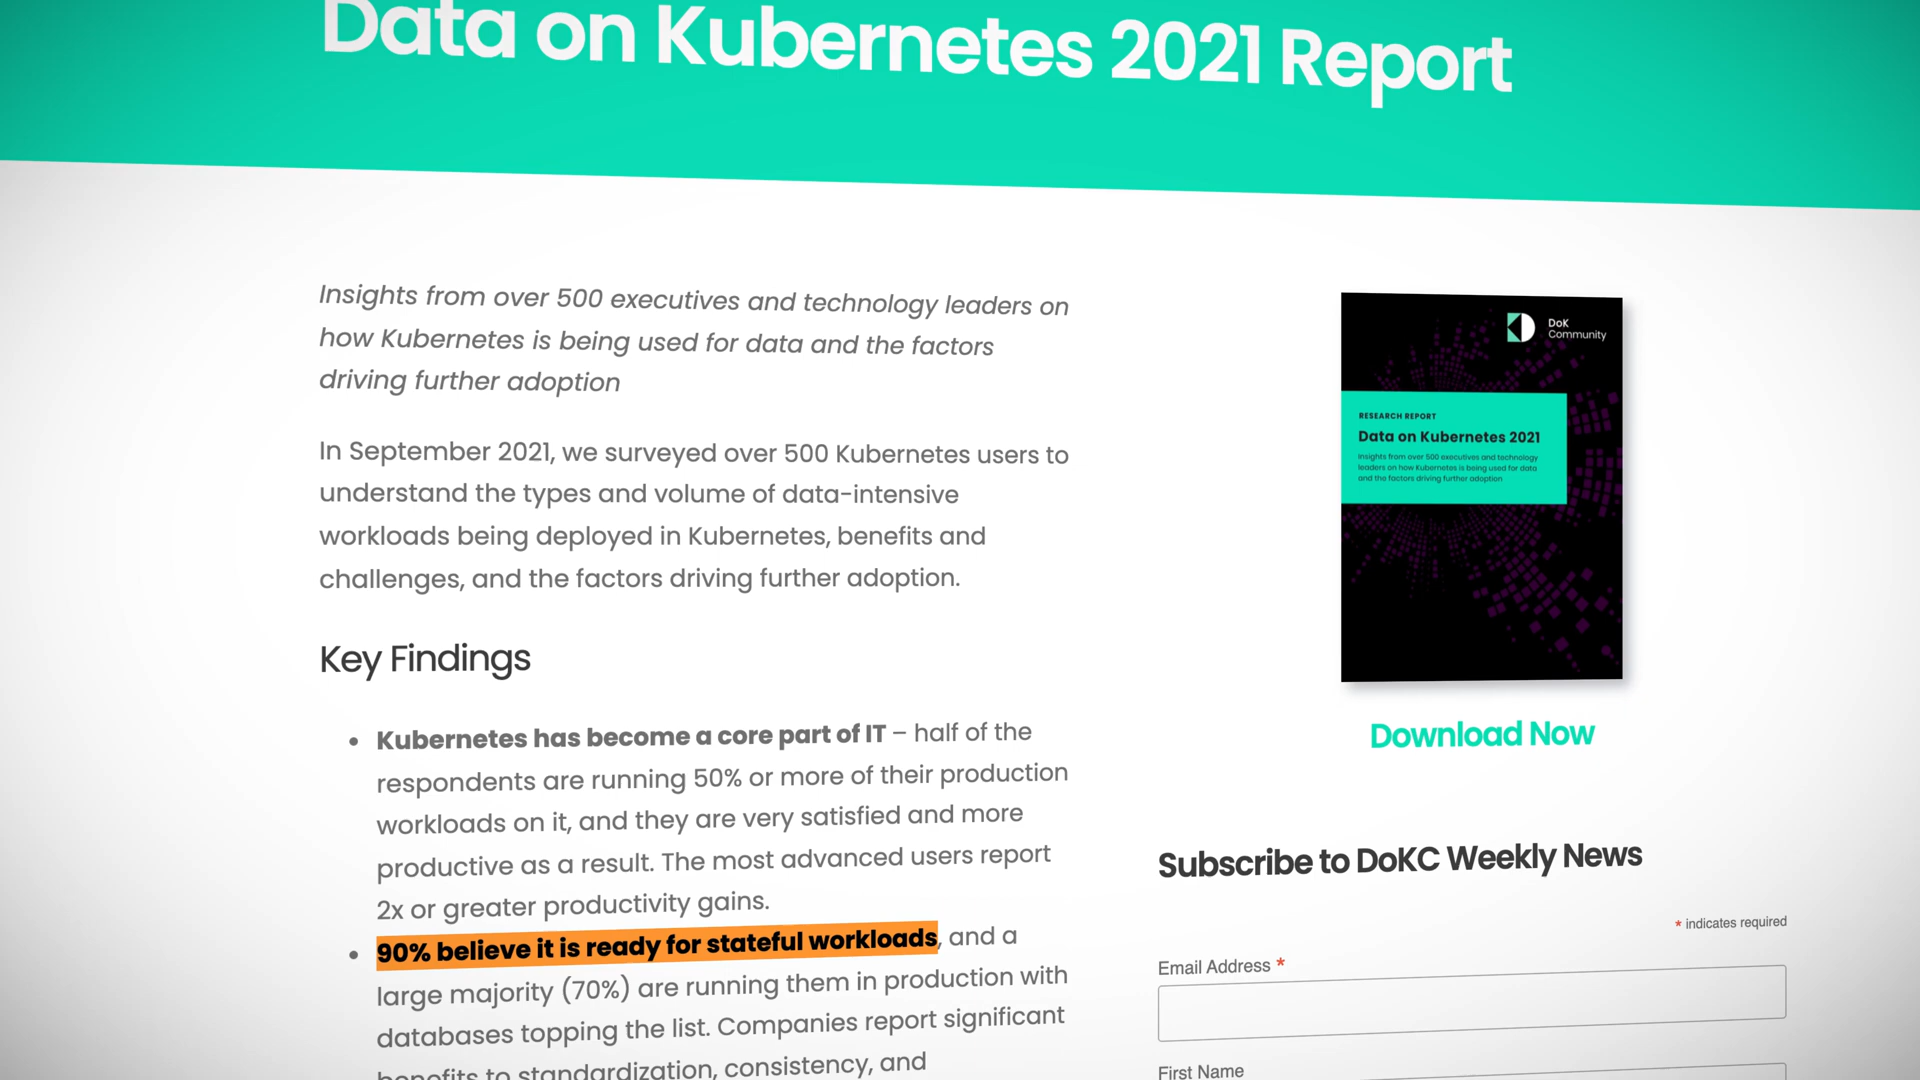 Data on Kubernetes 2021 Report
Insights from over 500 executives and technology leaders on
how Kubernetes is being used for data and the factors
driving further adoption
In September 2021, we surveyed over 500 Kubernetes users to
understand the types and volume of data-intensive
workloads being deployed in Kubernetes, benefits and
challenges, and the factors driving further adoption.
Key Findings
• Kubernetes has become a core part of IT – half of the
respondents are running 50% or more of their production
workloads on it, and they are very satisfied and more
productive as a result. The most advanced users report
2x or greater productivity gains.
• 90% believe it is ready for stateful workloads, and a
large majority (70%) are running them in production with
databases topping the list. Companies report significant
benefits to standardization, consistency, and
DoK
Community
RESEARCH REPORT
Data on Kubernetes 2021
Insights from over 500 executives and technology
leaders on how Kubernetes is being used for data
and the factors driving further adoption
Download Now
Subscribe to DoKC Weekly News
* indicates required
Email Address *
First Name